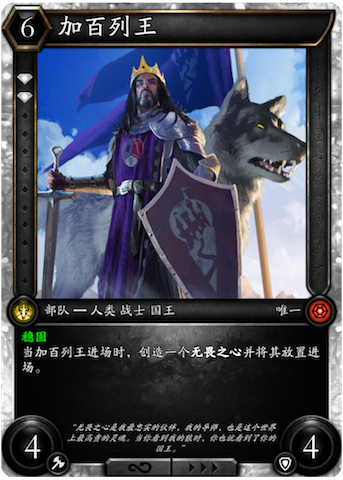 6 加百列王
部队 — 人类 战士 国王 唯一
稳固
当加百列王进场时，创造一个无畏之心并将其放置进
场。
"无畏之心是我最忠实的伙伴，我的导师，也是这个世界
上最高贵的灵魂。当你看到我的狼时，你也就看到了你的
国王。"
4 4